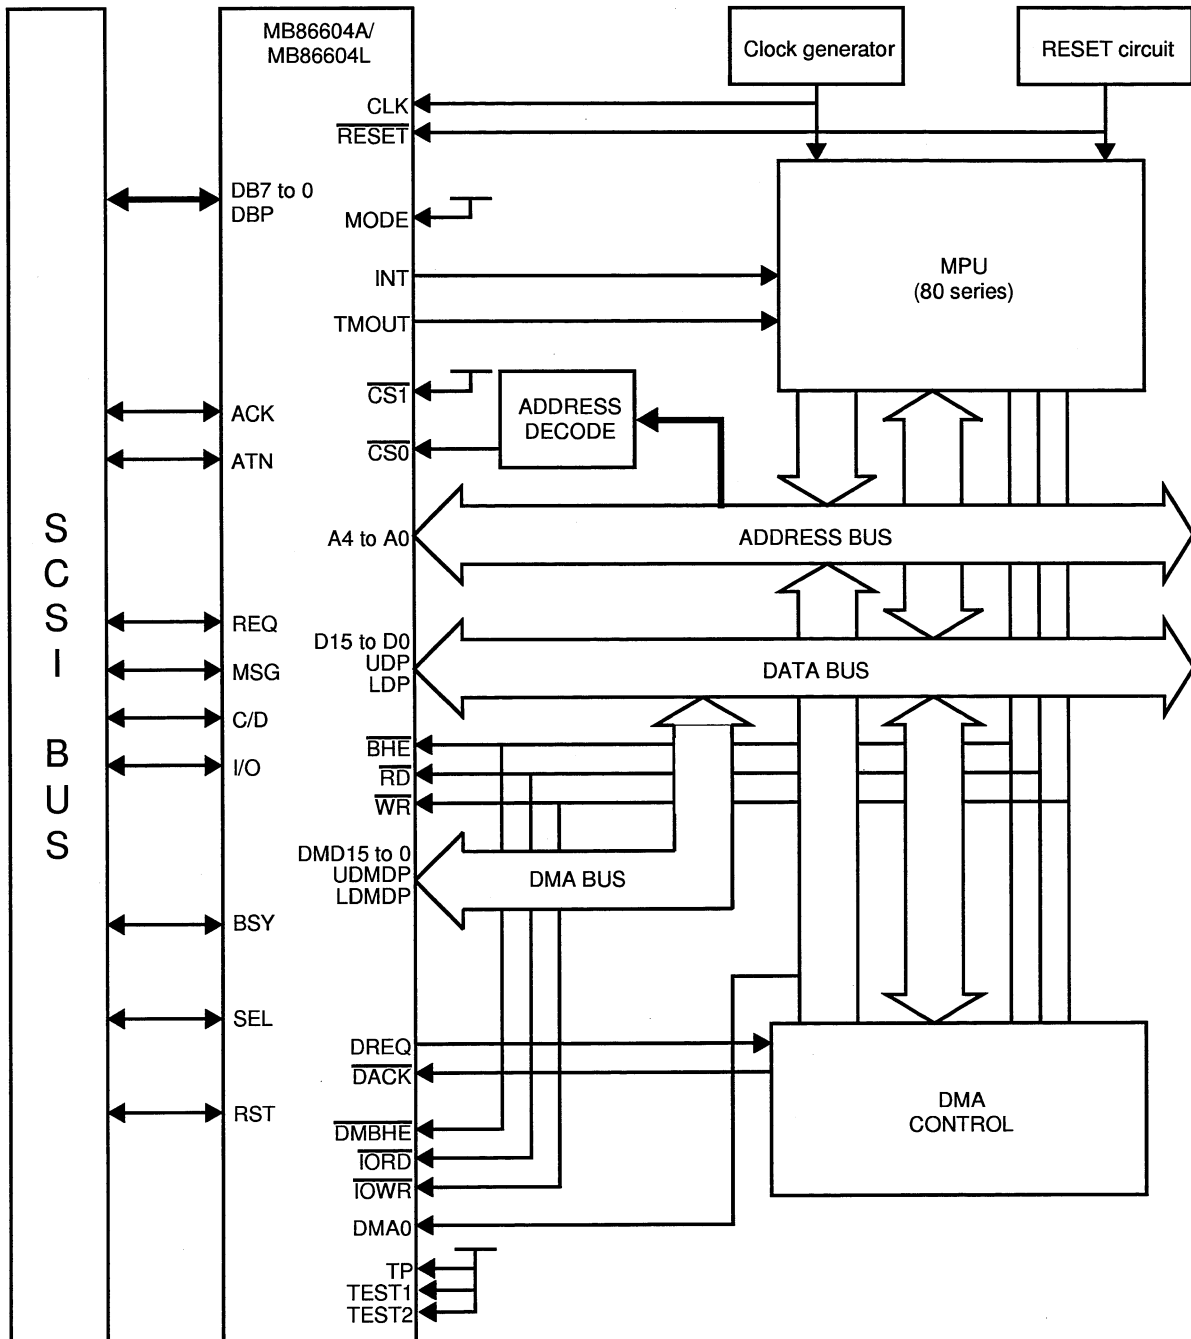 MB86604A/
MB86604L
Clock generator
RESET circuit
CLK
RESET
DB7 to 0
DBP
MODE
INT
TMOUT
MPU
(80 series)
CS1
CS0
ADDRESS
DECODE
ACK
ATN
A4 to A0
ADDRESS BUS
SCSI BUS
REQ
MSG
C/D
I/O
D15 to D0
UDP
LDP
DATA BUS
BHE
RD
WR
DMD15 to 0
UDMDP
LDMDP
DMA BUS
BSY
SEL
RST
DREQ
DACK
DMA
CONTROL
DMBHE
IORD
IOWR
DMA0
TP
TEST1
TEST2